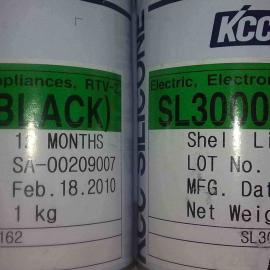 ppliances, RTV-
(BLACK)
12 MONTHS
SA-00209007
Feb.18.2010
1 kg
162
KCC SILICONE
KCC
Electric, Electron
SL3000
Shelf Li
LOT No.
MFG. Dat
Net Weig
SL30